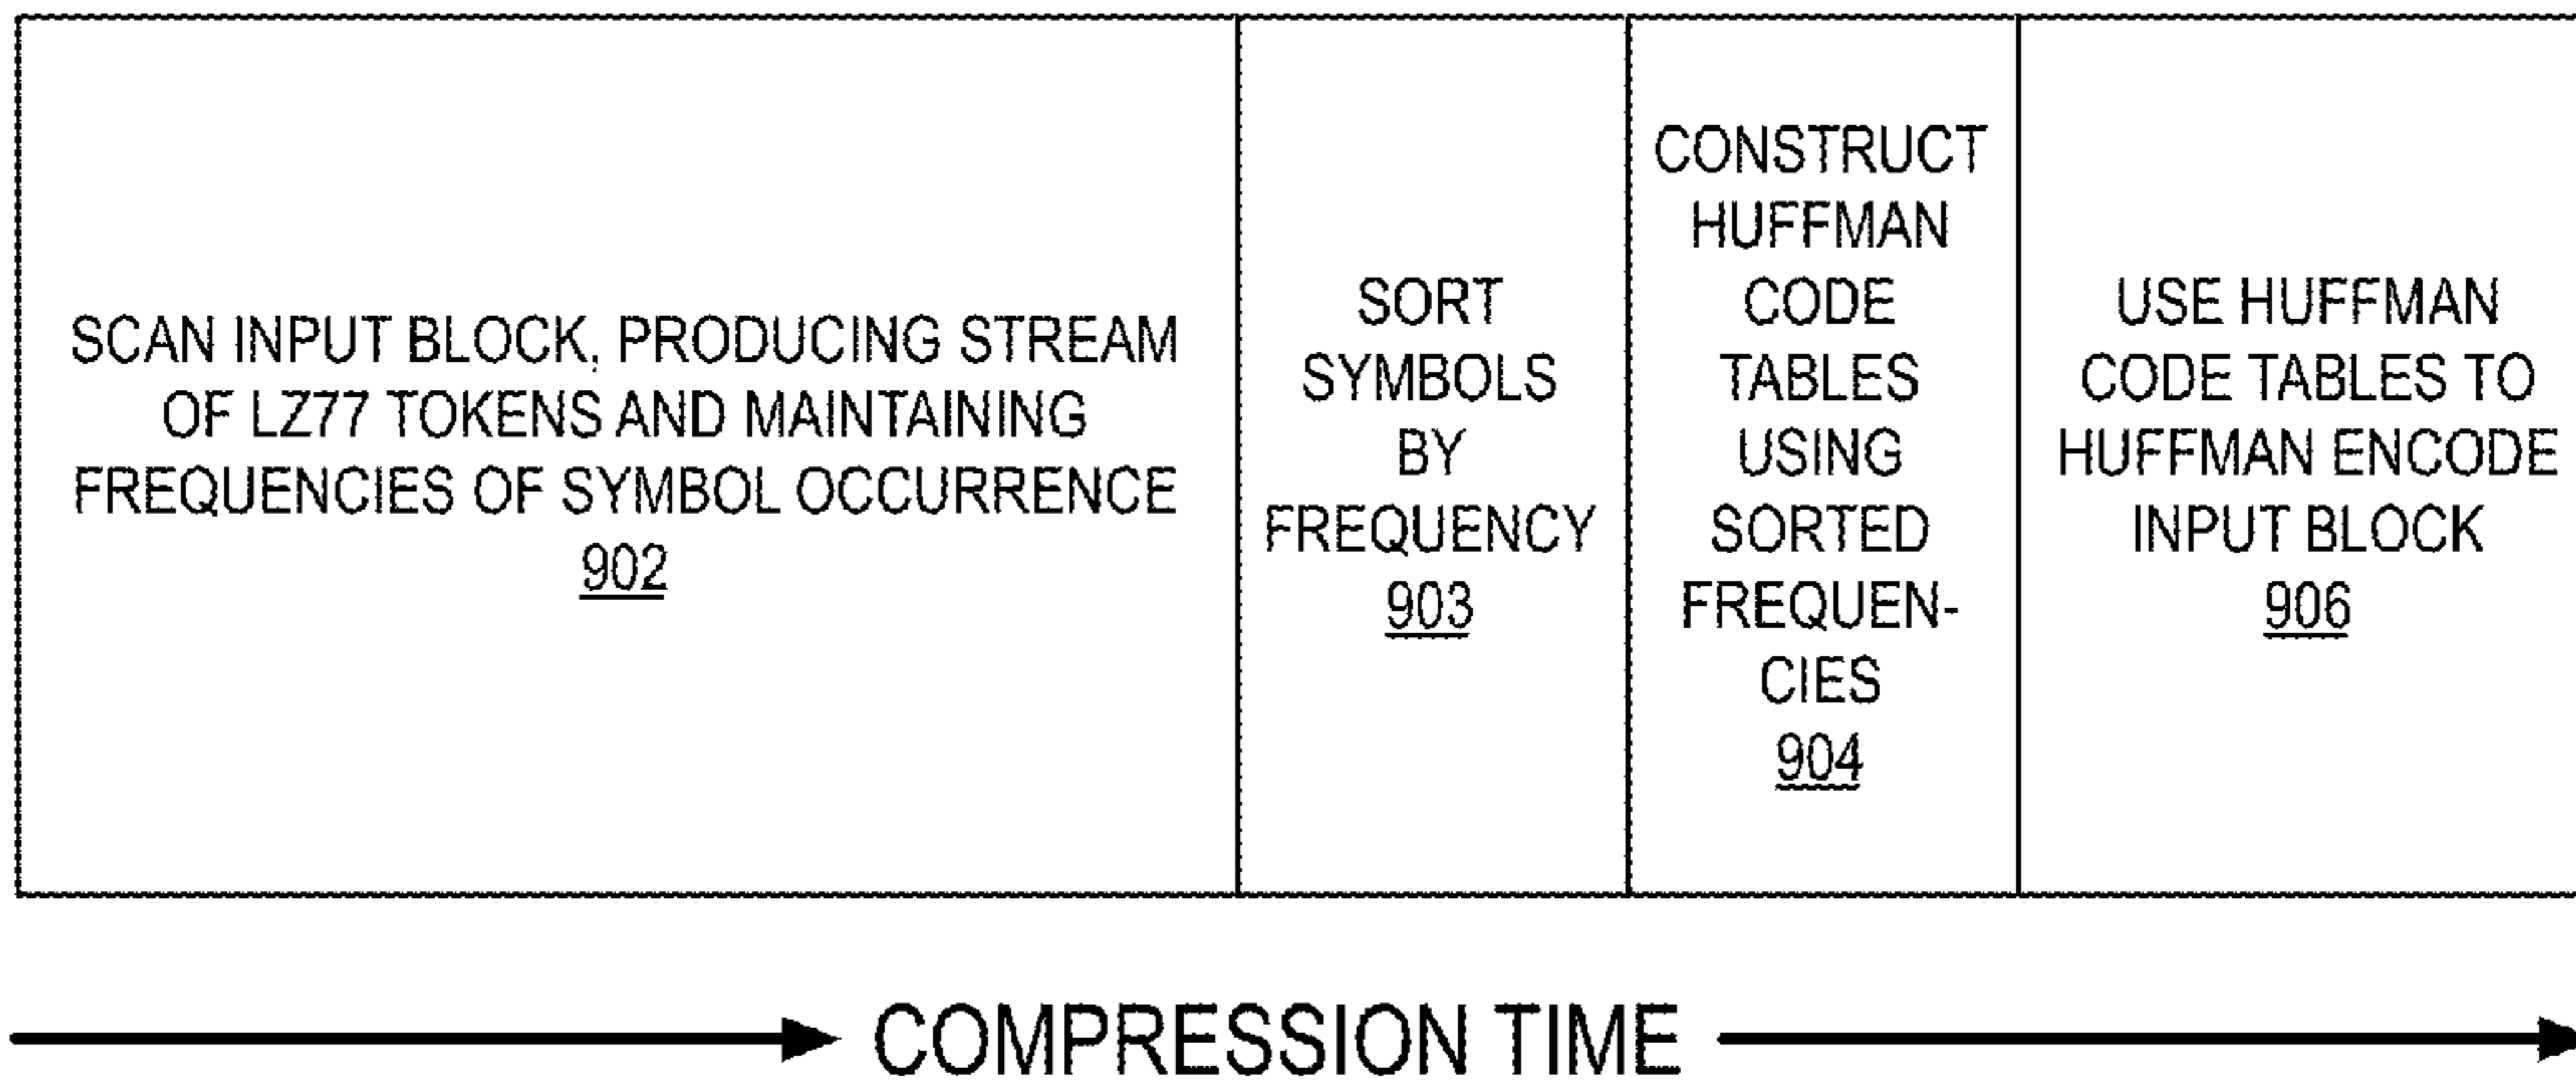 SCAN INPUT BLOCK, PRODUCING STREAM
OF LZ77 TOKENS AND MAINTAINING
FREQUENCIES OF SYMBOL OCCURRENCE
902
SORT
SYMBOLS
BY
FREQUENCY
903
CONSTRUCT
HUFFMAN
CODE
TABLES
USING
SORTED
FREQUEN-
CIES
904
USE HUFFMAN
CODE TABLES TO
HUFFMAN ENCODE
INPUT BLOCK
906
COMPRESSION TIME